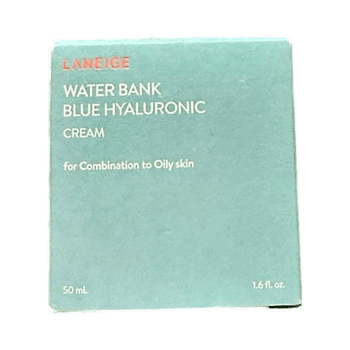 LANEIGE
WATER BANK
BLUE HYALURONIC
CREAM
for Combination to Oily skin
50 mL 1.6 fl. oz.